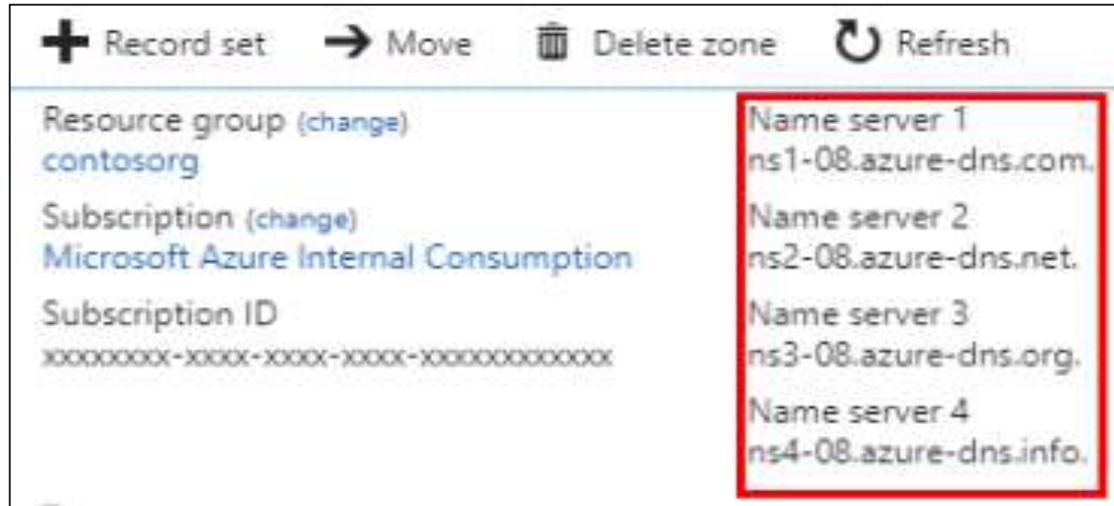 Record set Move Delete zone Refresh
Resource group (change)
contosorg
Subscription (change)
Microsoft Azure Internal Consumption
Subscription ID
xxxxxxxx-xxxx-xxxx-xxxx-xxxxxxxxxxxx
Name server 1
ns1-08.azure-dns.com.
Name server 2
ns2-08.azure-dns.net.
Name server 3
ns3-08.azure-dns.org.
Name server 4
ns4-08.azure-dns.info.